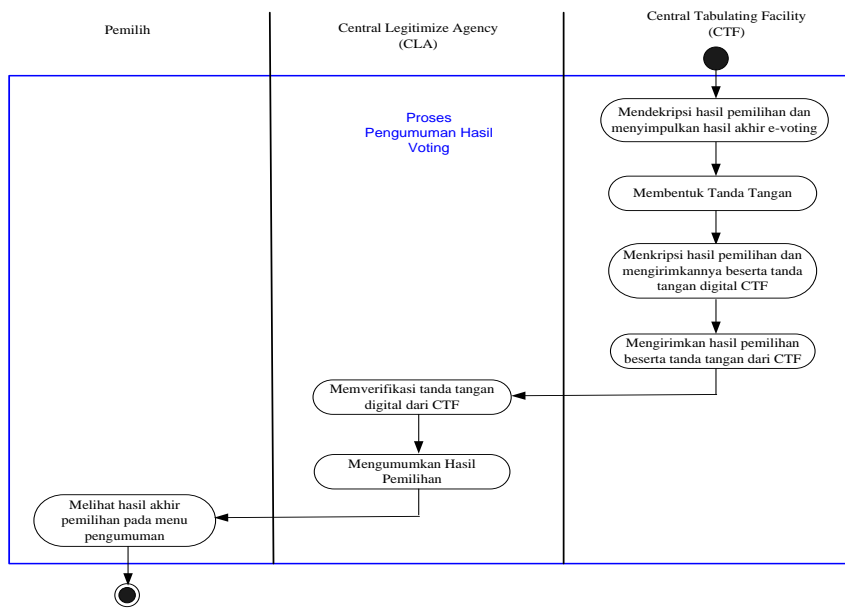 Pemilih
Central Legitimize Agency
(CLA)
Central Tabulating Facility
(CTF)
Proses
Pengumuman Hasil
Voting
Mendekripsi hasil pemilihan dan
menyimpulkan hasil akhir e-voting
Membentuk Tanda Tangan
Menkripsi hasil pemilihan dan
mengirimkannya beserta tanda
tangan digital CTF
Mengirimkan hasil pemilihan
beserta tanda tangan dari CTF
Memverifikasi tanda tangan
digital dari CTF
Mengumumkan Hasil
Pemilihan
Melihat hasil akhir
pemilihan pada menu
pengumuman